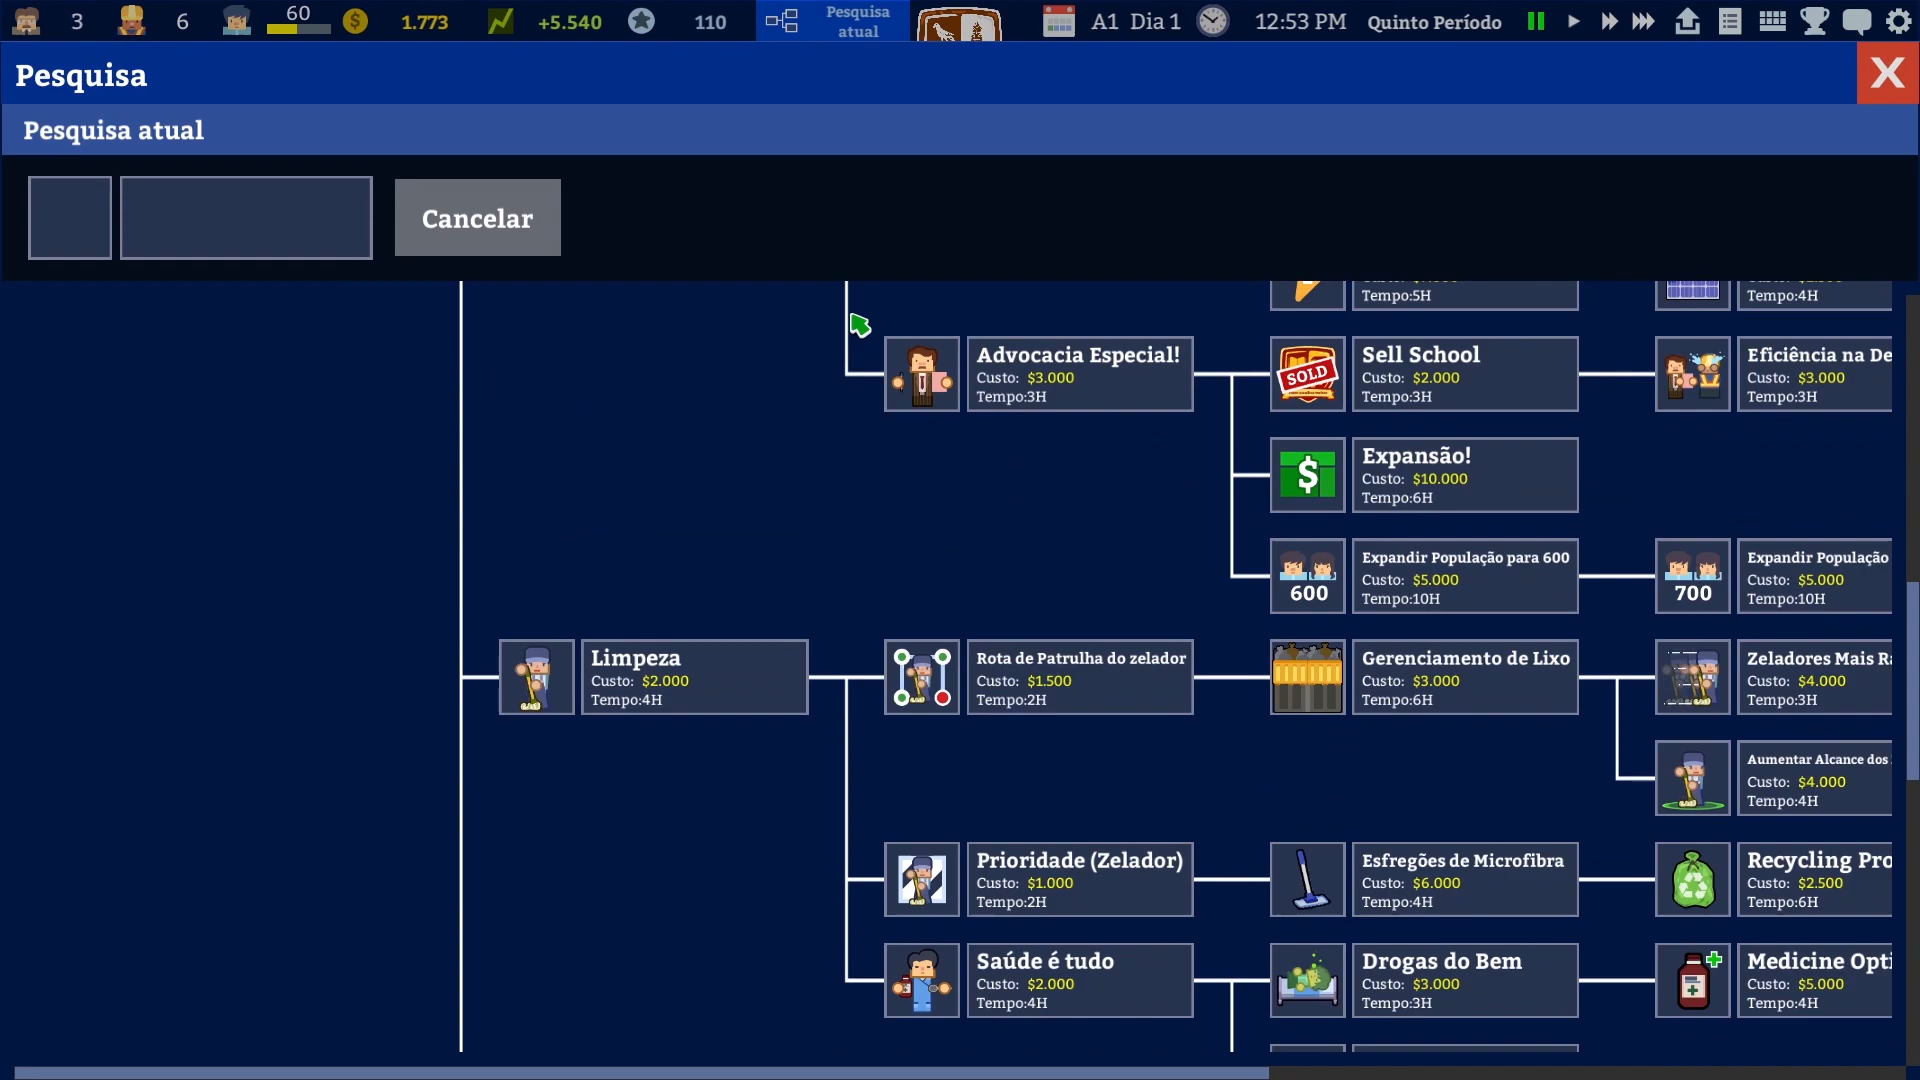 3
6
60
1.773
+5.540
110
Pesquisa
atual
A1 Dia 1
12:53 PM
Quinto Período
Pesquisa
X
Pesquisa atual
Cancelar
Tempo:5H
Tempo:4H
Advocacia Especial!
Custo: $3.000
Tempo:3H
SOLD
Sell School
Custo: $2.000
Tempo:3H
Eficiência na De
Custo: $3.000
Tempo:3H
$
Expansão!
Custo: $10.000
Tempo:6H
600
Expandir População para 600
Custo: $5.000
Tempo:10H
700
Expandir População
Custo: $5.000
Tempo:10H
Limpeza
Custo: $2.000
Tempo:4H
Rota de Patrulha do zelador
Custo: $1.500
Tempo:2H
Gerenciamento de Lixo
Custo: $3.000
Tempo:6H
Zeladores Mais Ra
Custo: $4.000
Tempo:3H
Aumentar Alcance dos
Custo: $4.000
Tempo:4H
Prioridade (Zelador)
Custo: $1.000
Tempo:2H
Esfregões de Microfibra
Custo: $6.000
Tempo:4H
Recycling Pro
Custo: $2.500
Tempo:6H
Saúde é tudo
Custo: $2.000
Tempo:4H
Drogas do Bem
Custo: $3.000
Tempo:3H
Medicine Opti
Custo: $5.000
Tempo:4H